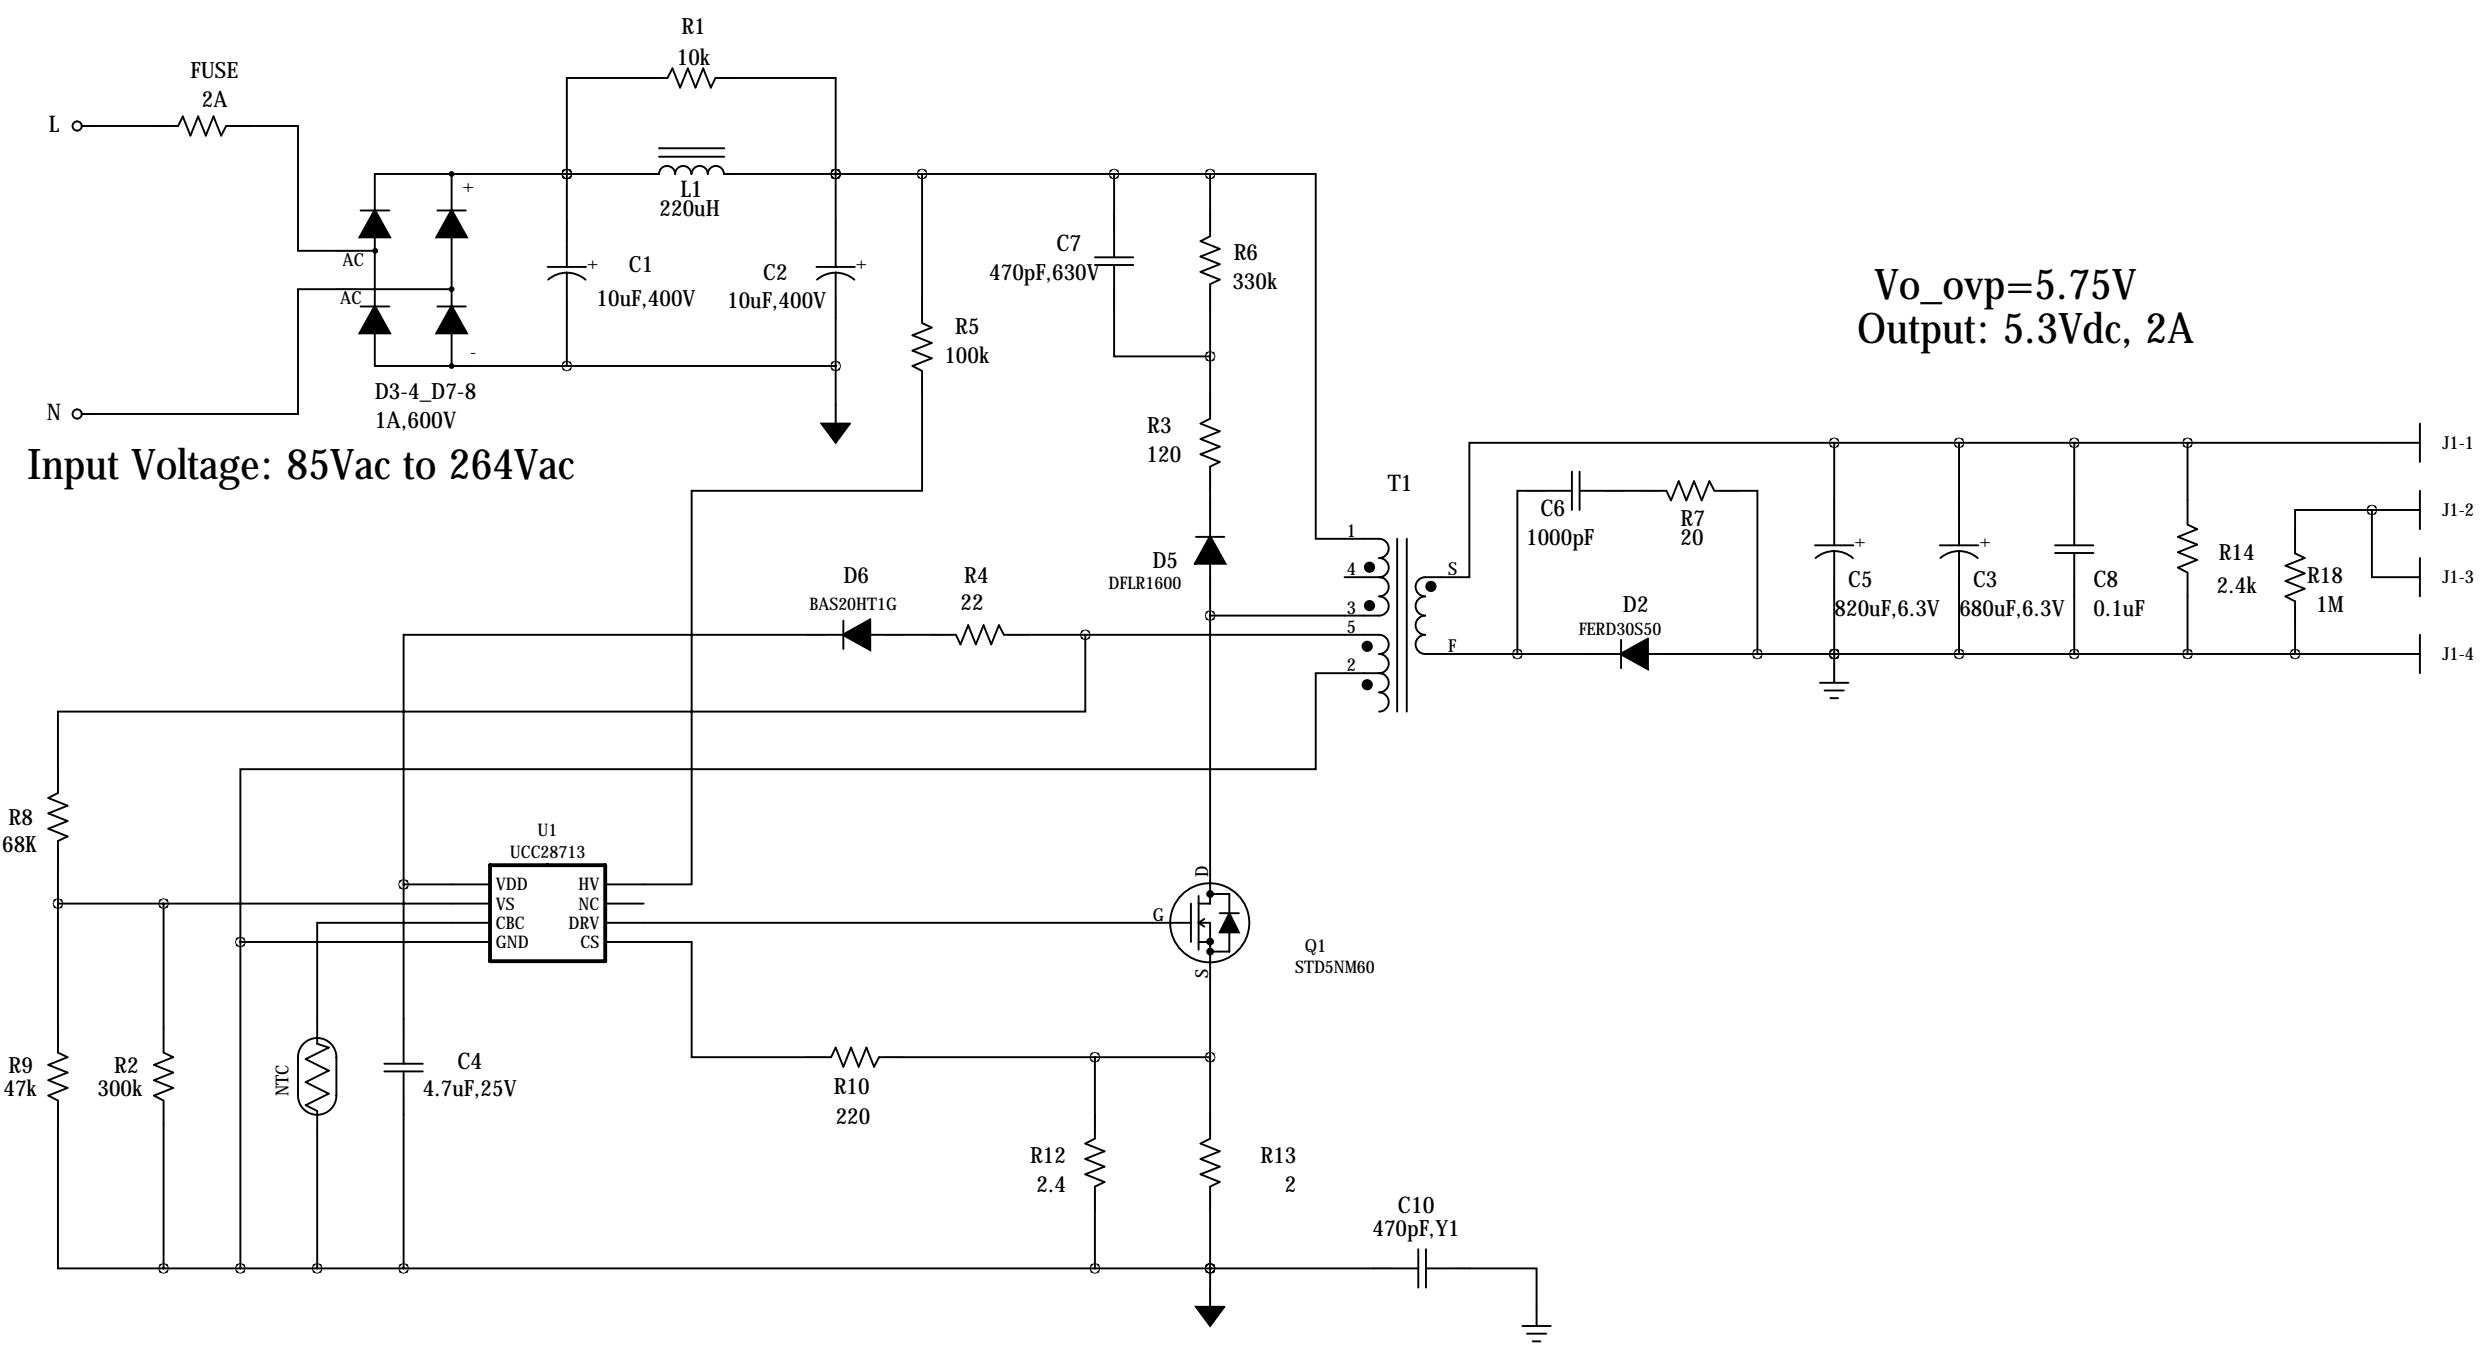 R1
10k
FUSE
2A
L
L1
220uH
+
AC
AC
-
D3-4_D7-8
1A,600V
N
Input Voltage: 85Vac to 264Vac
+
C1
10uF,400V
+
C2
10uF,400V
R5
100k
C7
470pF,630V
R6
330k
R3
120
D5
DFLR1600
Vo_ovp=5.75V
Output: 5.3Vdc, 2A
T1
1
4
3
5
2
S
F
C6
1000pF
R7
20
D2
FERD30S50
+
C5
820uF,6.3V
+
C3
680uF,6.3V
C8
0.1uF
R14
2.4k
R18
1M
J1-1
J1-2
J1-3
J1-4
D6
BAS20HT1G
R4
22
R8
68K
U1
UCC28713
VDD
HV
VS
NC
CBC
DRV
GND
CS
D
G
S
Q1
STD5NM60
R9
47k
R2
300k
NTC
C4
4.7uF,25V
R10
220
R12
2.4
R13
2
C10
470pF,Y1